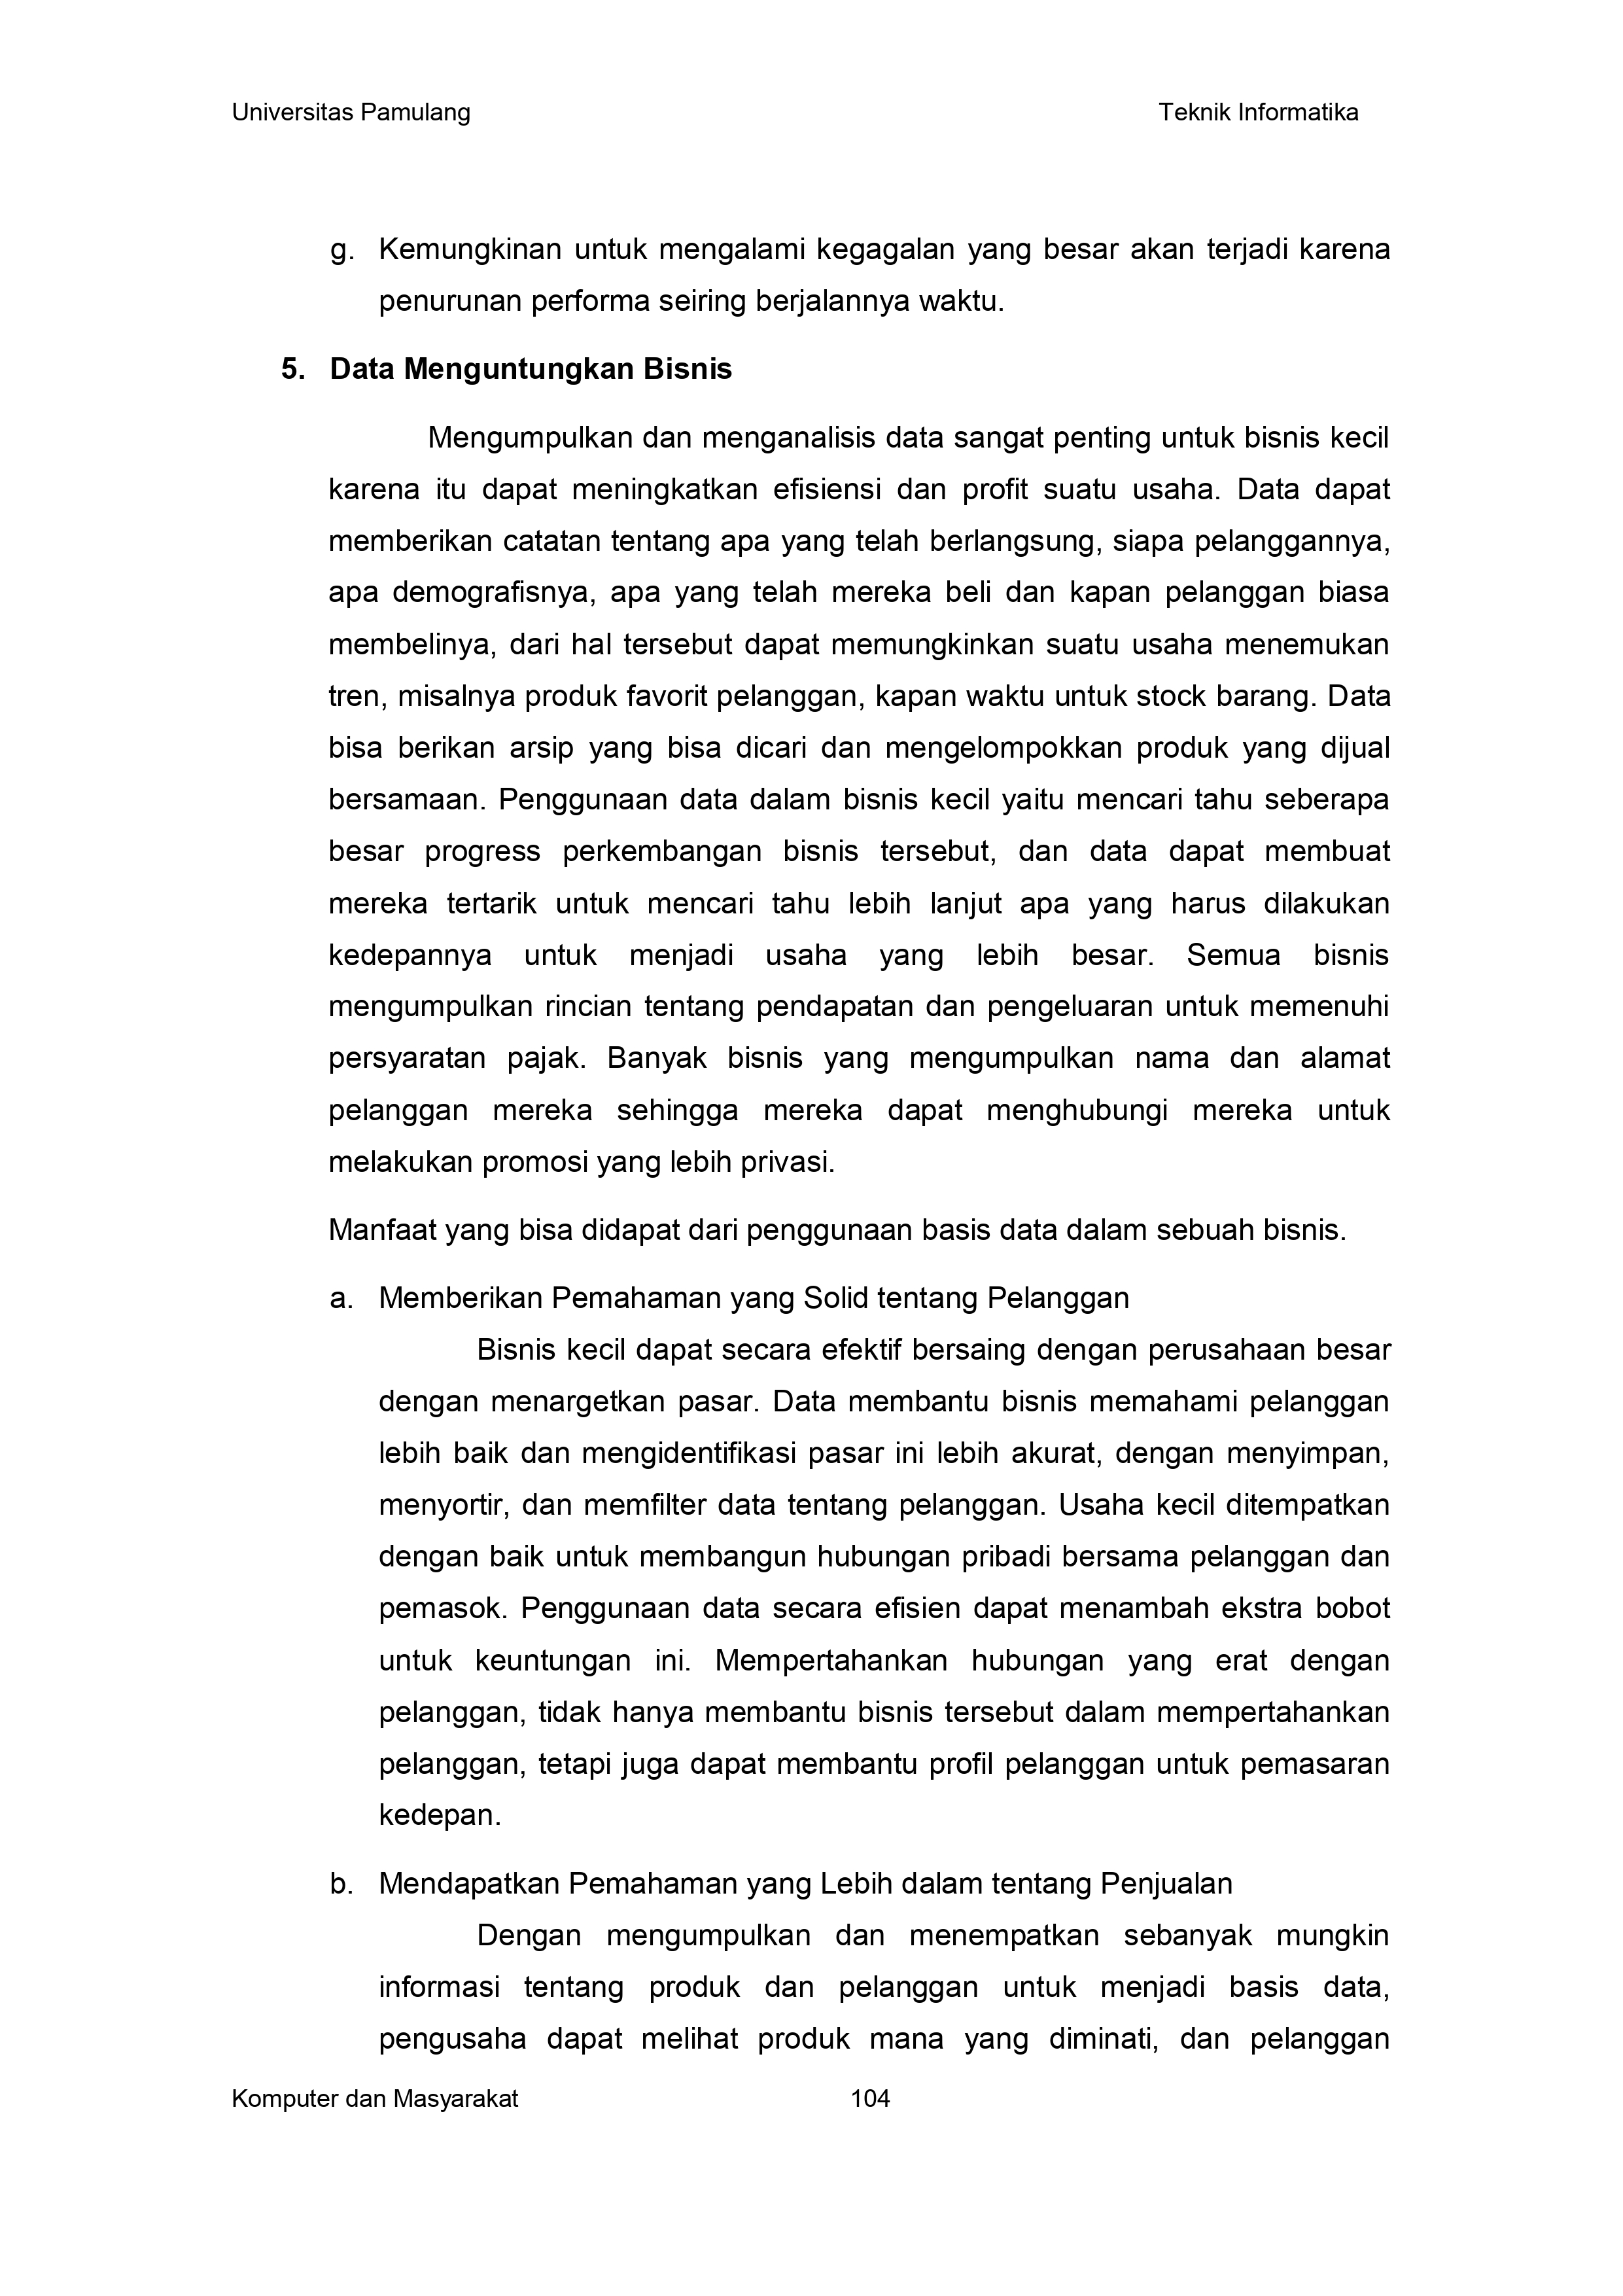 Universitas Pamulang Teknik Informatika
g. Kemungkinan untuk mengalami kegagalan yang besar akan terjadi karena
penurunan performa seiring berjalannya waktu.
5. Data Menguntungkan Bisnis
Mengumpulkan dan menganalisis data sangat penting untuk bisnis kecil
karena itu dapat meningkatkan efisiensi dan profit suatu usaha. Data dapat
memberikan catatan tentang apa yang telah berlangsung, siapa pelanggannya,
apa demografisnya, apa yang telah mereka beli dan kapan pelanggan biasa
membelinya, dari hal tersebut dapat memungkinkan suatu usaha menemukan
tren, misalnya produk favorit pelanggan, kapan waktu untuk stock barang. Data
bisa berikan arsip yang bisa dicari dan mengelompokkan produk yang dijual
bersamaan. Penggunaan data dalam bisnis kecil yaitu mencari tahu seberapa
besar progress perkembangan bisnis tersebut, dan data dapat membuat
mereka tertarik untuk mencari tahu lebih lanjut apa yang harus dilakukan
kedepannya untuk menjadi usaha yang lebih besar. Semua bisnis
mengumpulkan rincian tentang pendapatan dan pengeluaran untuk memenuhi
persyaratan pajak. Banyak bisnis yang mengumpulkan nama dan alamat
pelanggan mereka sehingga mereka dapat menghubungi mereka untuk
melakukan promosi yang lebih privasi.
Manfaat yang bisa didapat dari penggunaan basis data dalam sebuah bisnis.
a. Memberikan Pemahaman yang Solid tentang Pelanggan
Bisnis kecil dapat secara efektif bersaing dengan perusahaan besar
dengan menargetkan pasar. Data membantu bisnis memahami pelanggan
lebih baik dan mengidentifikasi pasar ini lebih akurat, dengan menyimpan,
menyortir, dan memfilter data tentang pelanggan. Usaha kecil ditempatkan
dengan baik untuk membangun hubungan pribadi bersama pelanggan dan
pemasok. Penggunaan data secara efisien dapat menambah ekstra bobot
untuk keuntungan ini. Mempertahankan hubungan yang erat dengan
pelanggan, tidak hanya membantu bisnis tersebut dalam mempertahankan
pelanggan, tetapi juga dapat membantu profil pelanggan untuk pemasaran
kedepan.
b. Mendapatkan Pemahaman yang Lebih dalam tentang Penjualan
Dengan mengumpulkan dan menempatkan sebanyak mungkin
informasi tentang produk dan pelanggan untuk menjadi basis data,
pengusaha dapat melihat produk mana yang diminati, dan pelanggan
Komputer dan Masyarakat 104